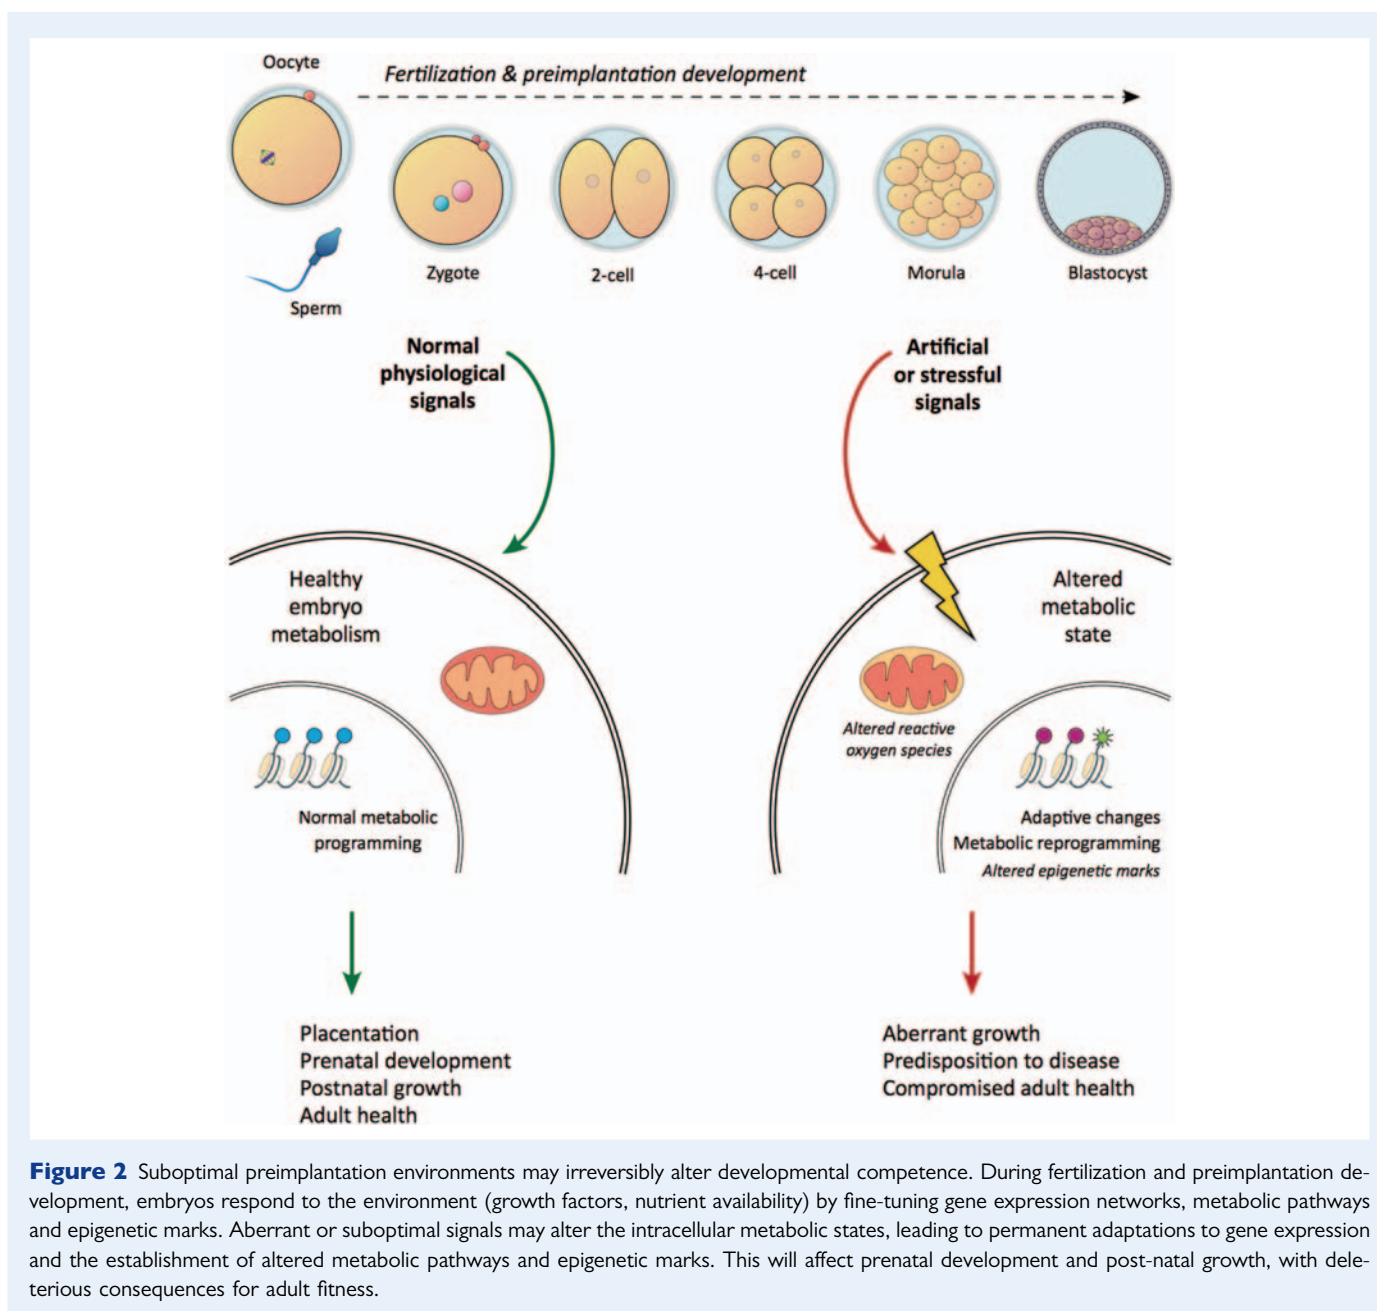 Oocyte
Fertilization & preimplantation development
Zygote
2-cell
4-cell
Morula
Blastocyst
Sperm
Normal
physiological
signals
Artificial
or stressful
signals
Healthy
embryo
metabolism
Altered
metabolic
state
Altered reactive
oxygen species
Normal metabolic
programming
Adaptive changes
Metabolic reprogramming
Altered epigenetic marks
Placentation
Prenatal development
Postnatal growth
Adult health
Aberrant growth
Predisposition to disease
Compromised adult health
Figure 2 Suboptimal preimplantation environments may irreversibly alter developmental competence. During fertilization and preimplantation de-
velopment, embryos respond to the environment (growth factors, nutrient availability) by fine-tuning gene expression networks, metabolic pathways
and epigenetic marks. Aberrant or suboptimal signals may alter the intracellular metabolic states, leading to permanent adaptations to gene expression
and the establishment of altered metabolic pathways and epigenetic marks. This will affect prenatal development and post-natal growth, with dele-
terious consequences for adult fitness.